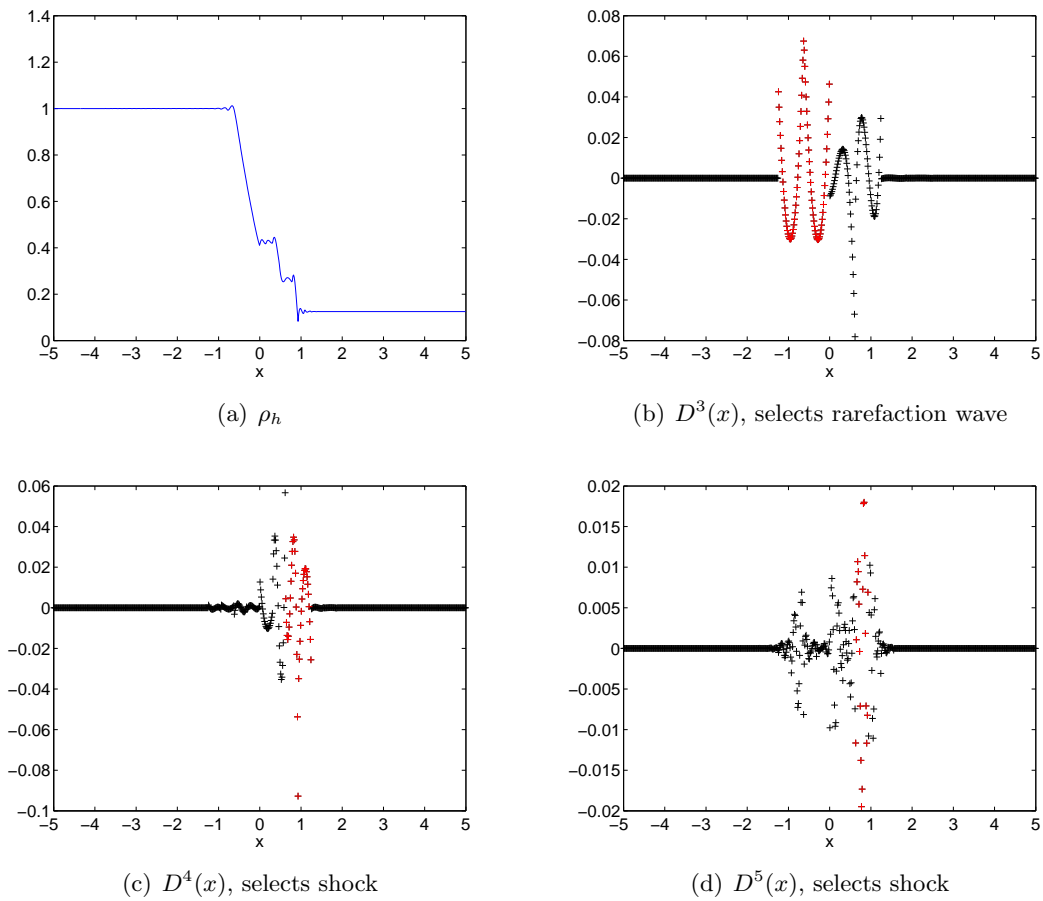 1.4
1.2
1
0.8
0.6
0.4
0.2
0
−5 −4 −3 −2 −1 0 1 2 3 4 5
x
(a) ρₕ
0.08
0.06
0.04
0.02
0
−0.02
−0.04
−0.06
−0.08
−5 −4 −3 −2 −1 0 1 2 3 4 5
x
(b) D³(x), selects rarefaction wave
0.06
0.04
0.02
0
−0.02
−0.04
−0.06
−0.08
−0.1
−5 −4 −3 −2 −1 0 1 2 3 4 5
x
(c) D⁴(x), selects shock
0.02
0.015
0.01
0.005
0
−0.005
−0.01
−0.015
−0.02
−5 −4 −3 −2 −1 0 1 2 3 4 5
x
(d) D⁵(x), selects shock